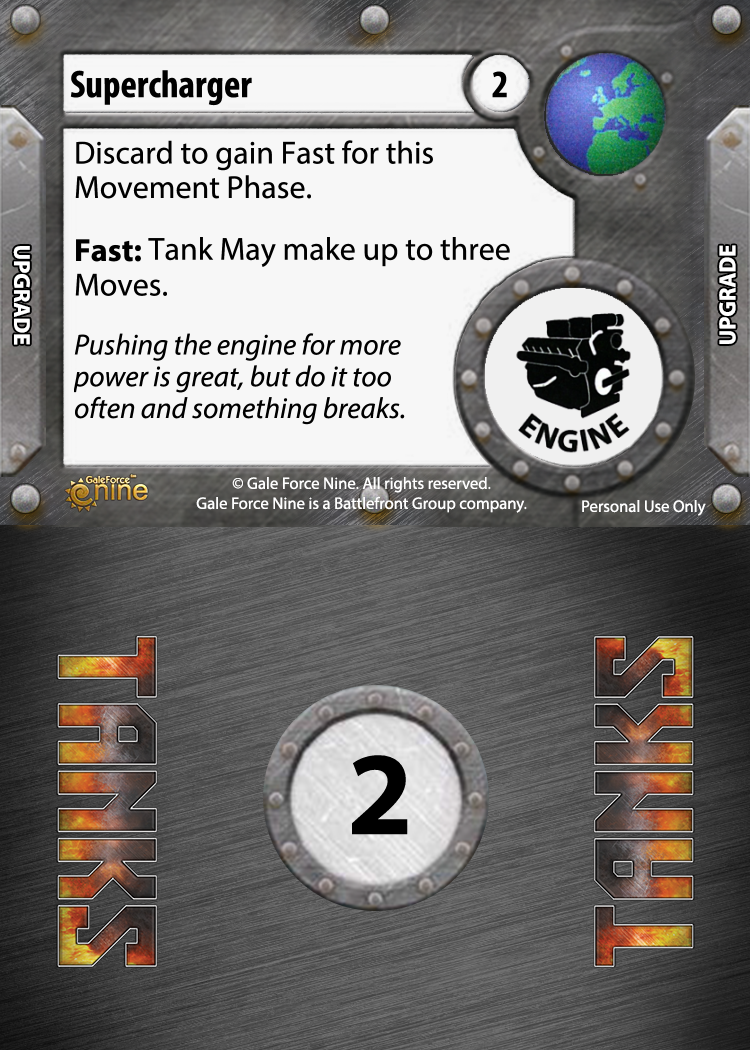 Supercharger
2
Discard to gain Fast for this
Movement Phase.
Fast: Tank May make up to three
Moves.
Pushing the engine for more
power is great, but do it too
often and something breaks.
UPGRADE
UPGRADE
ENGINE
GaleForce™
nine
© Gale Force Nine. All rights reserved.
Gale Force Nine is a Battlefront Group company.
Personal Use Only
TANKS
2
TANKS